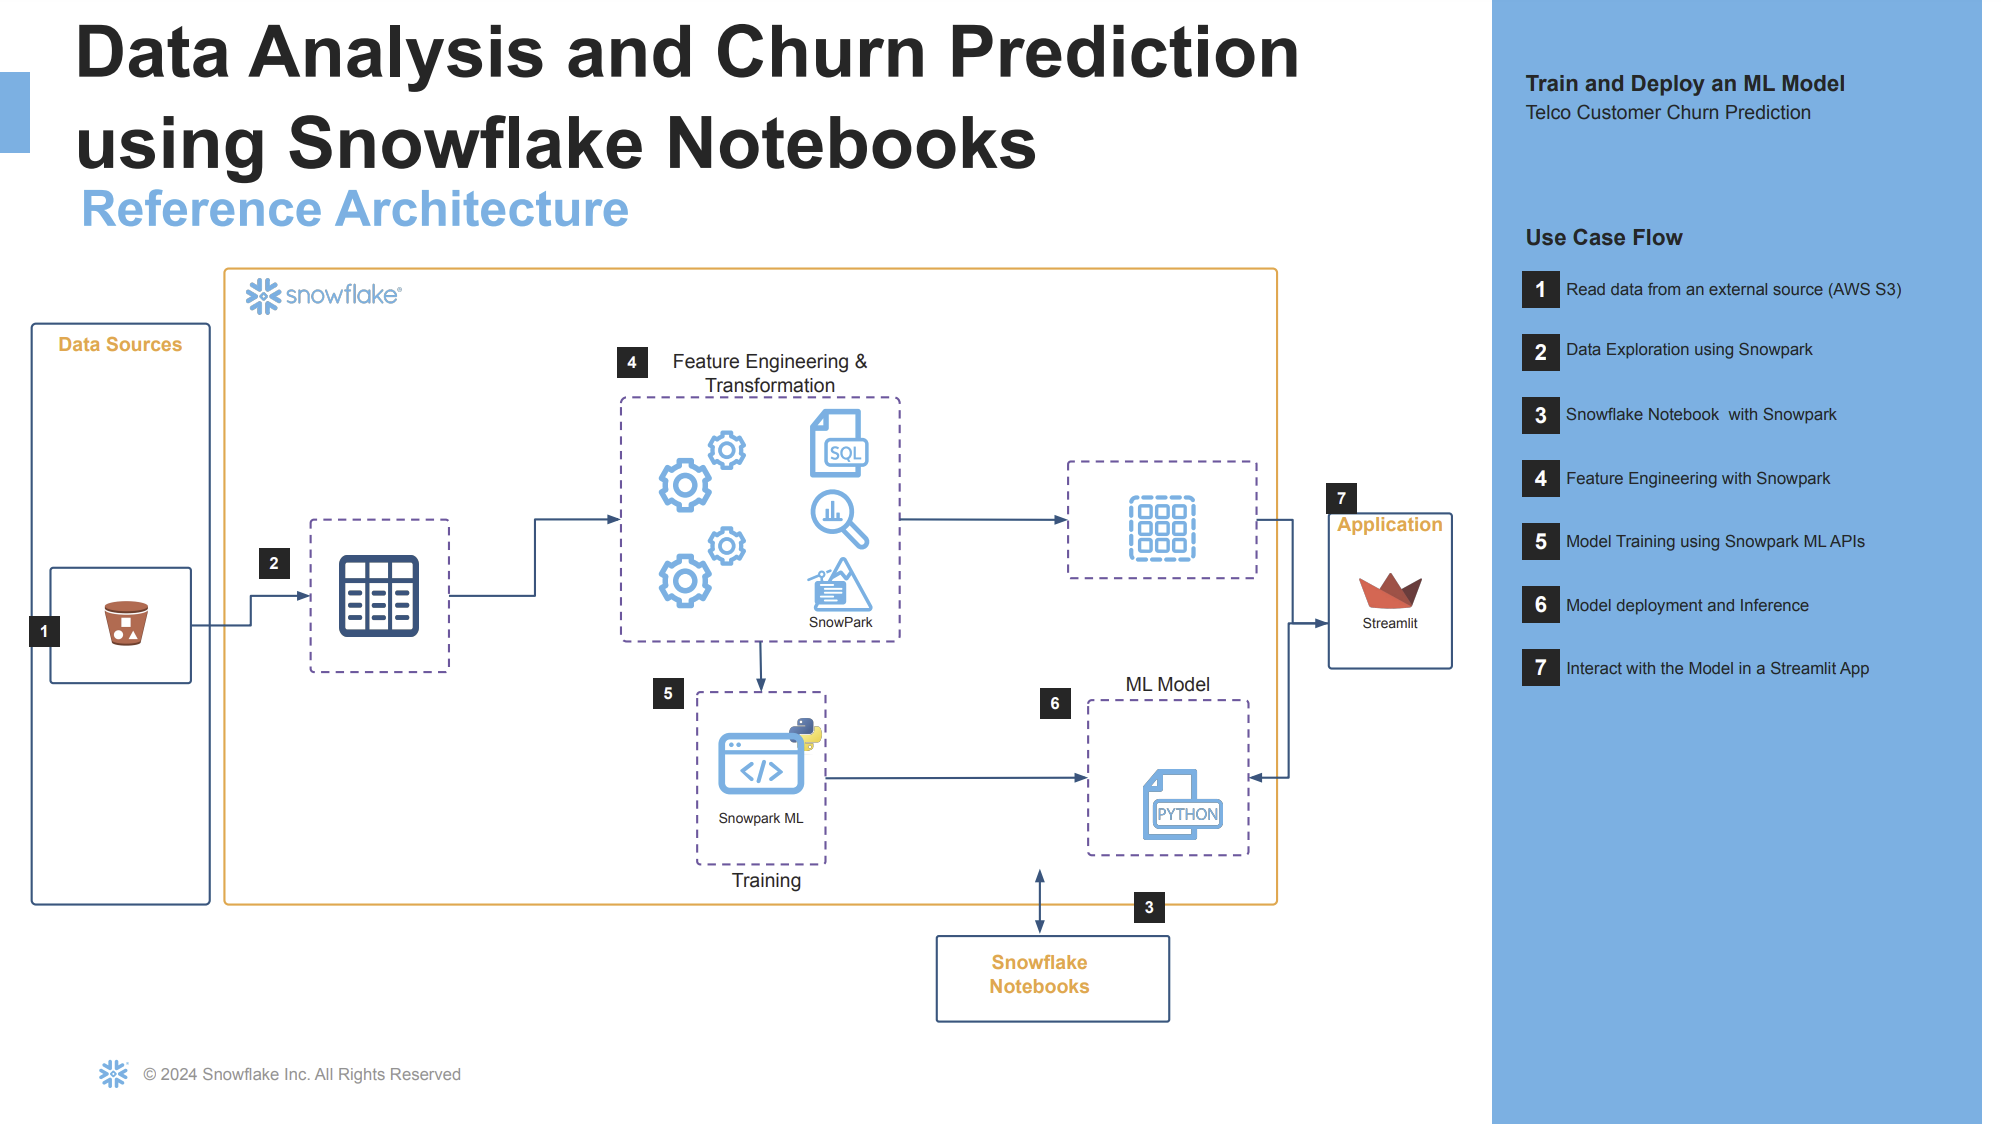 Data Analysis and Churn Prediction
using Snowflake Notebooks
Reference Architecture
snowflake®
Data Sources
1
2
4
Feature Engineering &
Transformation
SQL
SnowPark
5
Snowpark ML
Training
6
ML Model
PYTHON
7
Application
Streamlit
3
Snowflake
Notebooks
© 2024 Snowflake Inc. All Rights Reserved
Train and Deploy an ML Model
Telco Customer Churn Prediction
Use Case Flow
1 Read data from an external source (AWS S3)
2 Data Exploration using Snowpark
3 Snowflake Notebook  with Snowpark
4 Feature Engineering with Snowpark
5 Model Training using Snowpark ML APIs
6 Model deployment and Inference
7 Interact with the Model in a Streamlit App